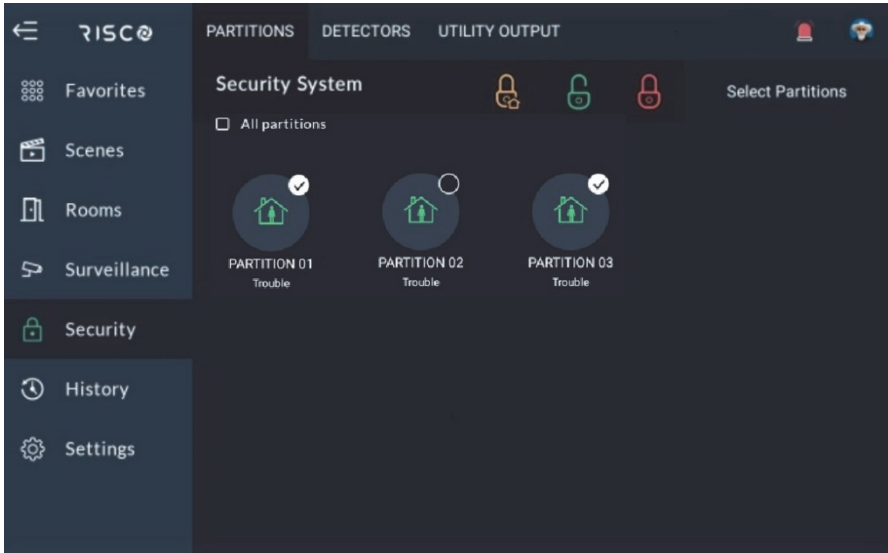 RISCO
PARTITIONS DETECTORS UTILITY OUTPUT
Favorites
Scenes
Rooms
Surveillance
Security
History
Settings
Security System
Select Partitions
All partitions
PARTITION 01
Trouble
PARTITION 02
Trouble
PARTITION 03
Trouble